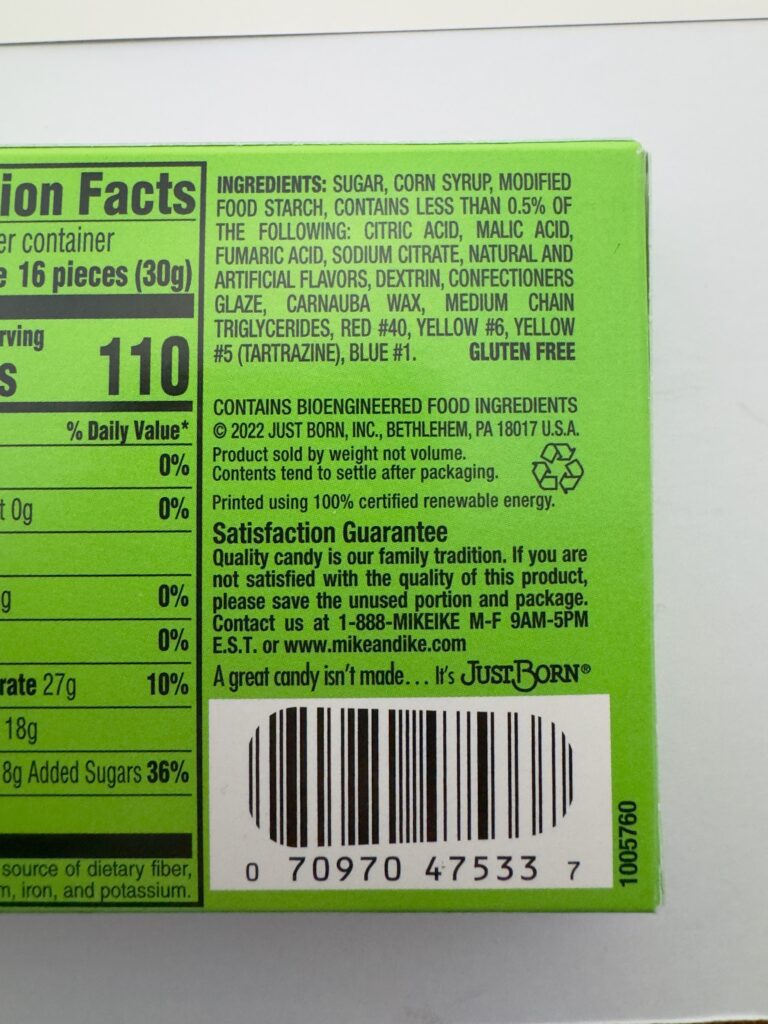 ion Facts
er container
e 16 pieces (30g)
rving
s 110
% Daily Value*
0%
t 0g 0%
g 0%
0%
rate 27g 10%
18g
8g Added Sugars 36%
source of dietary fiber,
m, iron, and potassium.
INGREDIENTS: SUGAR, CORN SYRUP, MODIFIED
FOOD STARCH, CONTAINS LESS THAN 0.5% OF
THE FOLLOWING: CITRIC ACID, MALIC ACID,
FUMARIC ACID, SODIUM CITRATE, NATURAL AND
ARTIFICIAL FLAVORS, DEXTRIN, CONFECTIONERS
GLAZE, CARNAUBA WAX, MEDIUM CHAIN
TRIGLYCERIDES, RED #40, YELLOW #6, YELLOW
#5 (TARTRAZINE), BLUE #1. GLUTEN FREE
CONTAINS BIOENGINEERED FOOD INGREDIENTS
© 2022 JUST BORN, INC., BETHLEHEM, PA 18017 U.S.A.
Product sold by weight not volume.
Contents tend to settle after packaging.
Printed using 100% certified renewable energy.
Satisfaction Guarantee
Quality candy is our family tradition. If you are
not satisfied with the quality of this product,
please save the unused portion and package.
Contact us at 1-888-MIKEIKE M-F 9AM-5PM
E.S.T. or www.mikeandike.com
A great candy isn't made... It's JUST BORN®
0 70970 47533 7
1005760